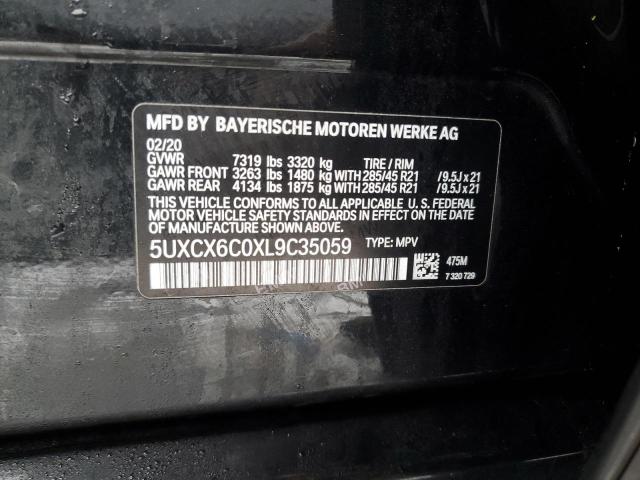 MFD BY BAYERISCHE MOTOREN WERKE AG
02/20
GVWR 7319 lbs 3320 kg TIRE / RIM
GAWR FRONT 3263 lbs 1480 kg WITH 285/45 R21 /9.5J x 21
GAWR REAR 4134 lbs 1875 kg WITH 285/45 R21 /9.5J x 21
THIS VEHICLE CONFORMS TO ALL APPLICABLE U. S. FEDERAL
MOTOR VEHICLE SAFETY STANDARDS IN EFFECT ON THE DATE
OF MANUFACTURE SHOWN ABOVE.
5UXCX6C0XL9C35059 TYPE: MPV
475M
7 320 729